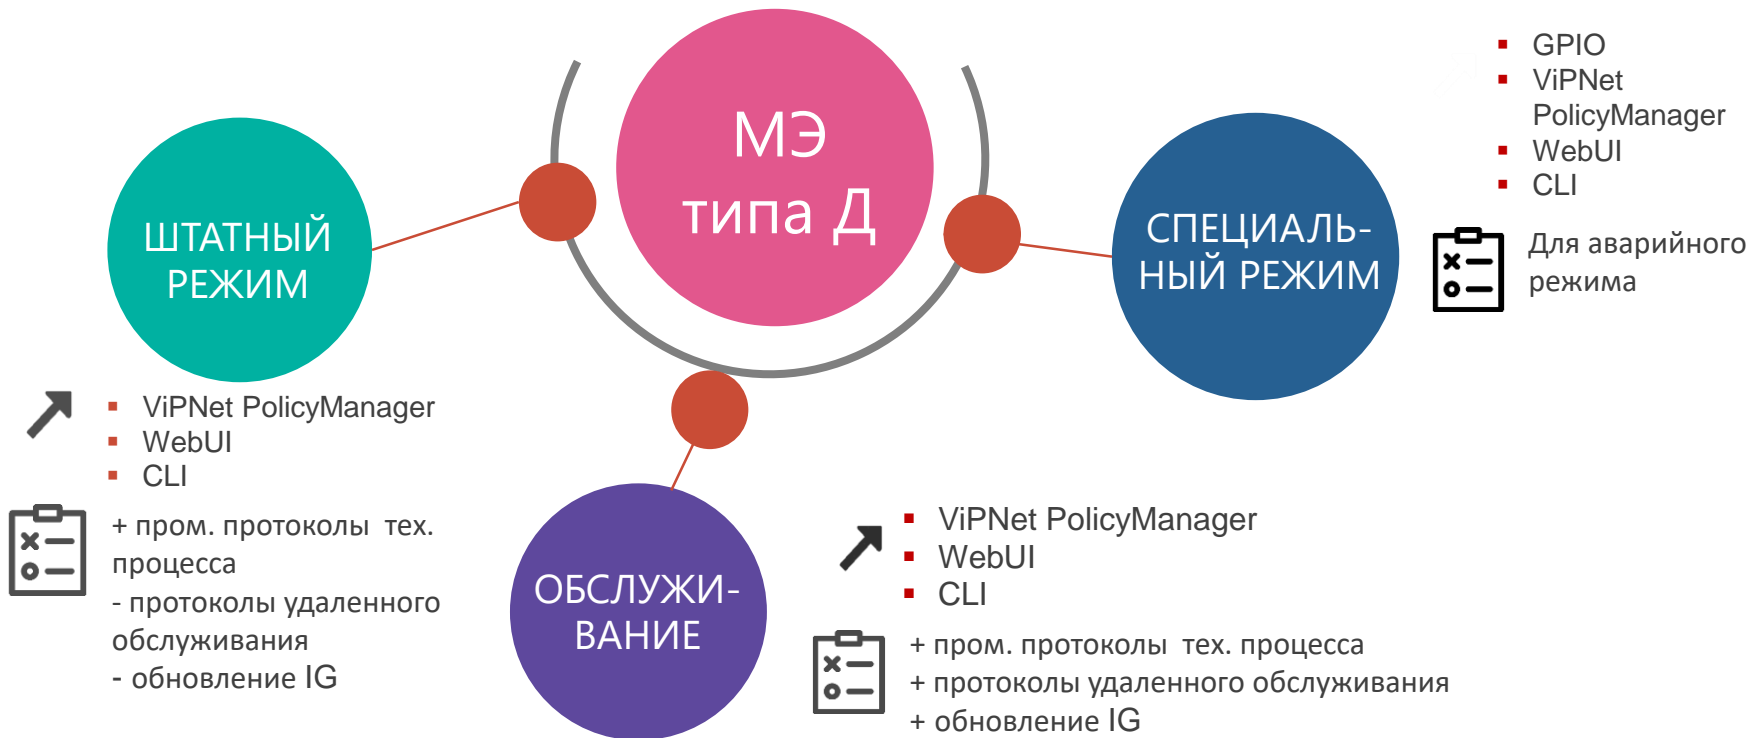 МЭ
типа Д
ШТАТНЫЙ
РЕЖИМ
▪ ViPNet PolicyManager
▪ WebUI
▪ CLI
+ пром. протоколы тех.
процесса
- протоколы удаленного
обслуживания
- обновление IG
ОБСЛУЖИ-
ВАНИЕ
▪ ViPNet PolicyManager
▪ WebUI
▪ CLI
+ пром. протоколы тех. процесса
+ протоколы удаленного обслуживания
+ обновление IG
СПЕЦИАЛЬ-
НЫЙ РЕЖИМ
▪ GPIO
▪ ViPNet
PolicyManager
▪ WebUI
▪ CLI
Для аварийного
режима